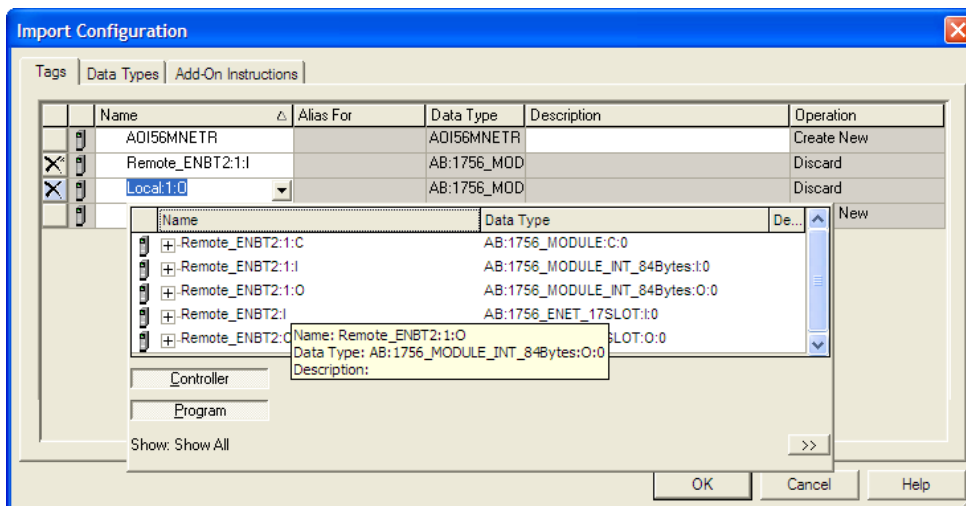 Import Configuration
Tags Data Types Add-On Instructions
Name Alias For Data Type Description Operation
AOI56MNETR AOI56MNETR Create New
Remote_ENBT2:1:I AB:1756_MOD Discard
Local:1:O AB:1756_MOD Discard
New
Name Data Type De...
Remote_ENBT2:1:C AB:1756_MODULE:C:0
Remote_ENBT2:1:I AB:1756_MODULE_INT_84Bytes:I:0
Remote_ENBT2:1:O AB:1756_MODULE_INT_84Bytes:O:0
Remote_ENBT2:I AB:1756_ENET_17SLOT:I:0
Remote_ENBT2:O SLOT:O:0
Name: Remote_ENBT2:1:O
Data Type: AB:1756_MODULE_INT_84Bytes:O:0
Description:
Controller
Program
Show: Show All >>
OK Cancel Help